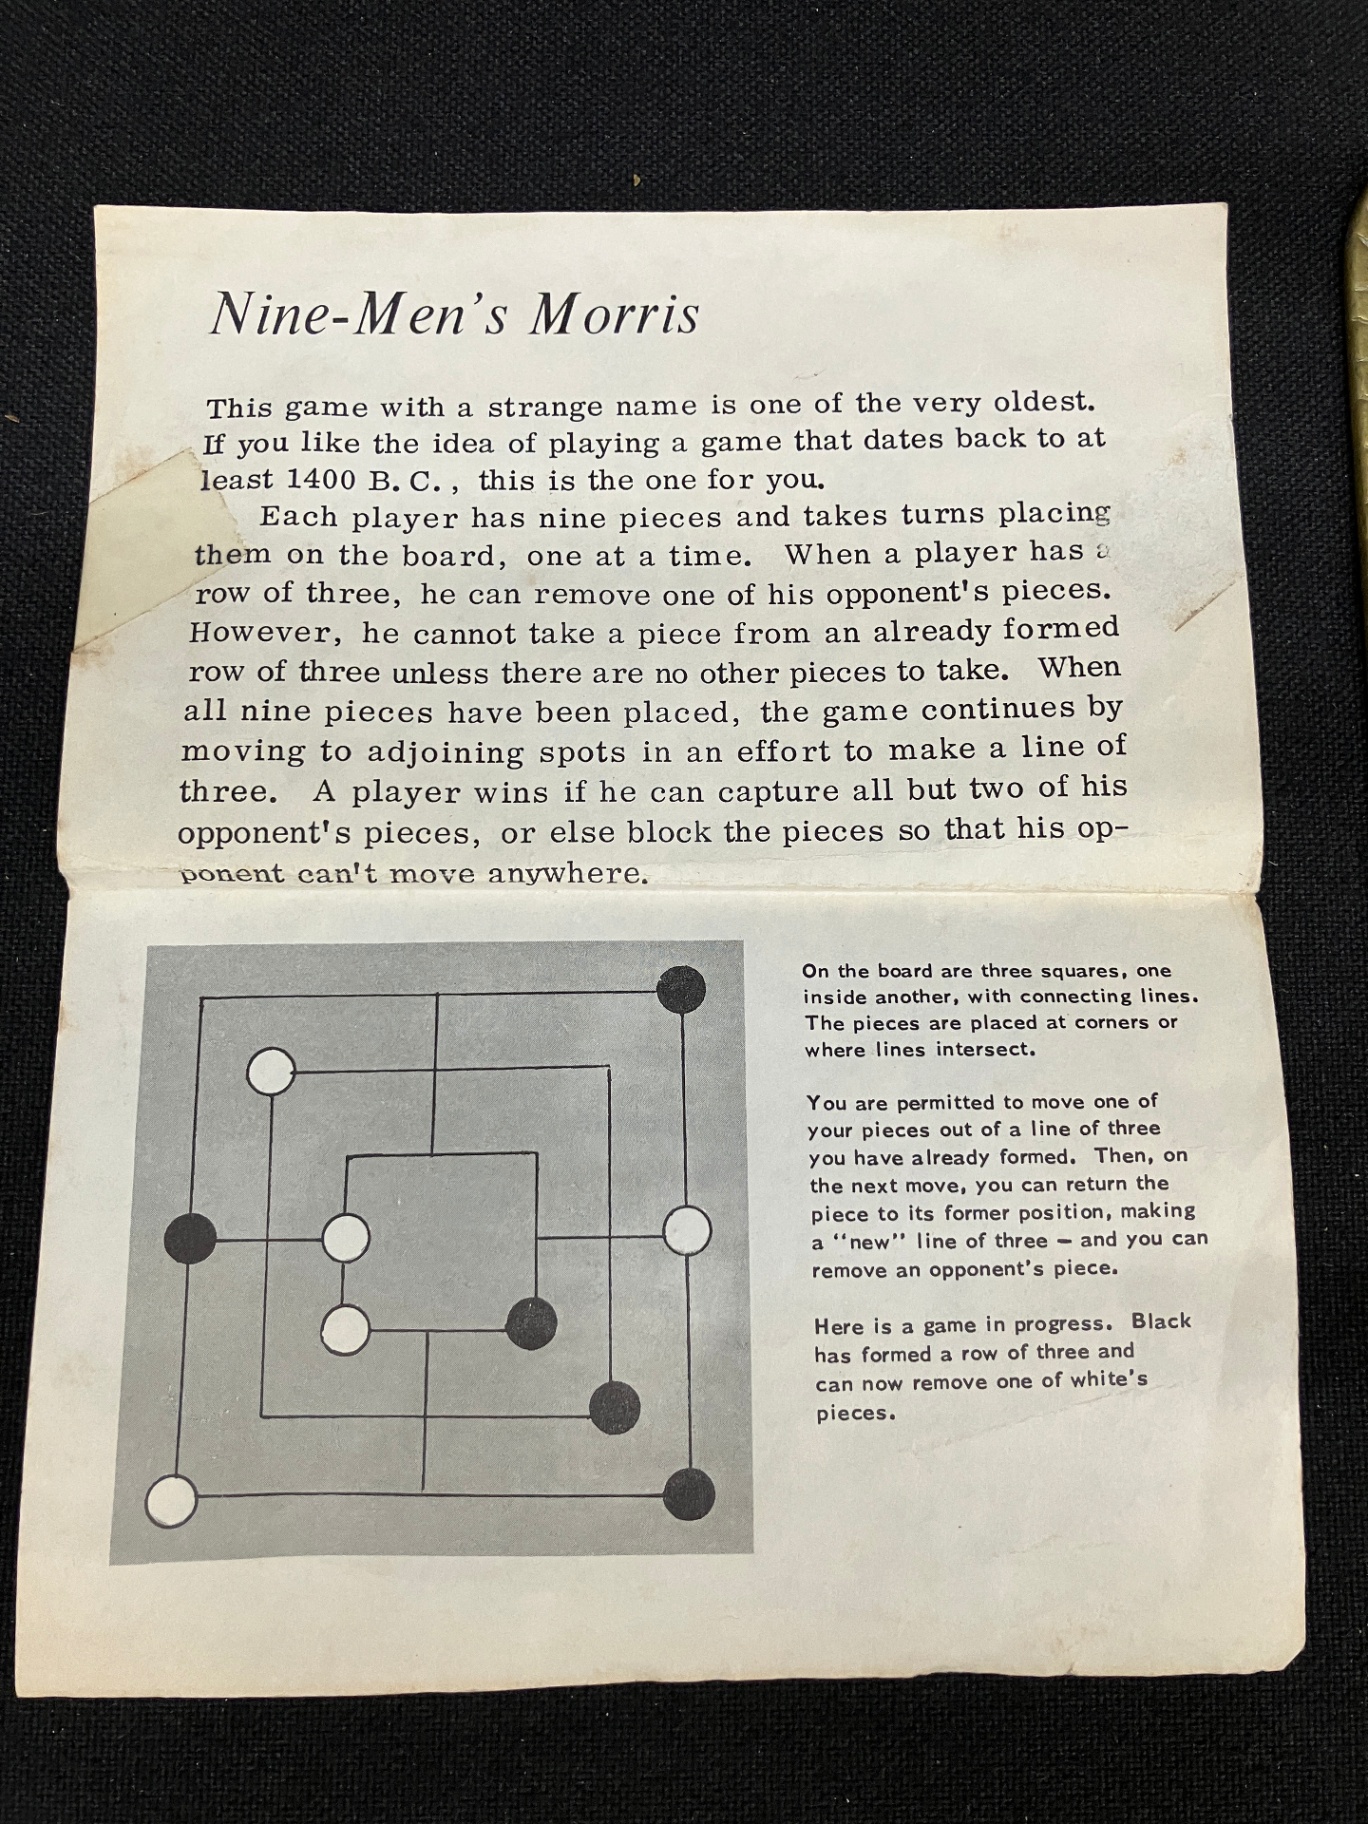 Nine-Men's Morris
This game with a strange name is one of the very oldest.
If you like the idea of playing a game that dates back to at
least 1400 B. C. , this is the one for you.
Each player has nine pieces and takes turns placing
them on the board, one at a time. When a player has a
row of three, he can remove one of his opponent's pieces.
However, he cannot take a piece from an already formed
row of three unless there are no other pieces to take. When
all nine pieces have been placed, the game continues by
moving to adjoining spots in an effort to make a line of
three. A player wins if he can capture all but two of his
opponent's pieces, or else block the pieces so that his op-
ponent can't move anywhere.
On the board are three squares, one
inside another, with connecting lines.
The pieces are placed at corners or
where lines intersect.
You are permitted to move one of
your pieces out of a line of three
you have already formed. Then, on
the next move, you can return the
piece to its former position, making
a "new" line of three – and you can
remove an opponent's piece.
Here is a game in progress. Black
has formed a row of three and
can now remove one of white's
pieces.